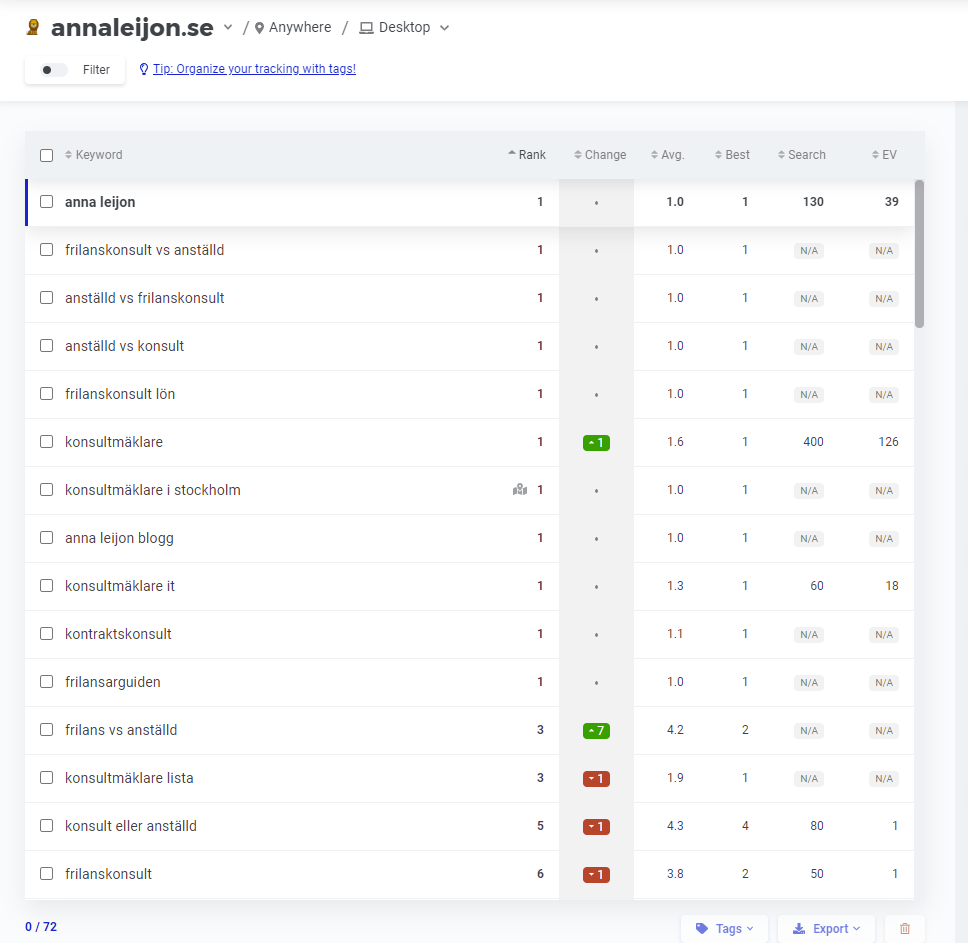 annaleijon.se / Anywhere / Desktop
Filter Tip: Organize your tracking with tags!
Keyword Rank Change Avg. Best Search EV
anna leijon 1 1.0 1 130 39
frilanskonsult vs anställd 1 1.0 1 N/A N/A
anställd vs frilanskonsult 1 1.0 1 N/A N/A
anställd vs konsult 1 1.0 1 N/A N/A
frilanskonsult lön 1 1.0 1 N/A N/A
konsultmäklare 1 1 1.6 1 400 126
konsultmäklare i stockholm 1 1.0 1 N/A N/A
anna leijon blogg 1 1.0 1 N/A N/A
konsultmäklare it 1 1.3 1 60 18
kontraktskonsult 1 1.1 1 N/A N/A
frilansarguiden 1 1.0 1 N/A N/A
frilans vs anställd 3 7 4.2 2 N/A N/A
konsultmäklare lista 3 1 1.9 1 N/A N/A
konsult eller anställd 5 1 4.3 4 80 1
frilanskonsult 6 1 3.8 2 50 1
0 / 72 Tags Export